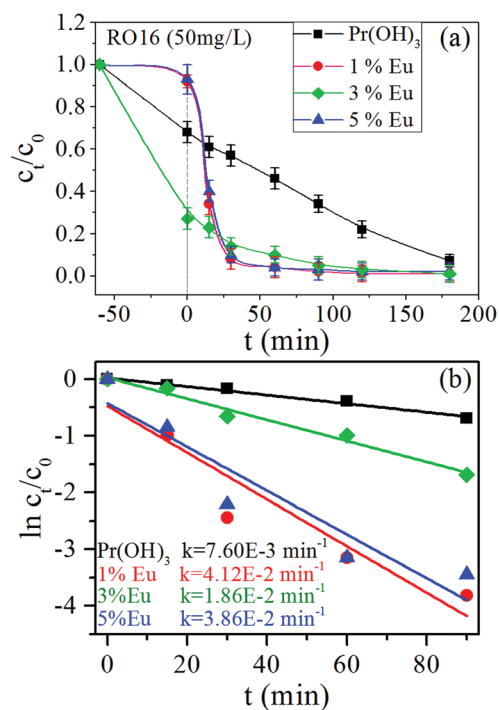 RO16 (50mg/L)
(a)
Pr(OH)₃
1 % Eu
3 % Eu
5 % Eu
cₜ/c₀
1.0
0.8
0.6
0.4
0.2
0.0
-50 0 50 100 150 200
t (min)
(b)
ln cₜ/c₀
0
-1
-2
-3
-4
Pr(OH)₃ k=7.60E-3 min⁻¹
1% Eu k=4.12E-2 min⁻¹
3%Eu k=1.86E-2 min⁻¹
5%Eu k=3.86E-2 min⁻¹
0 20 40 60 80
t (min)